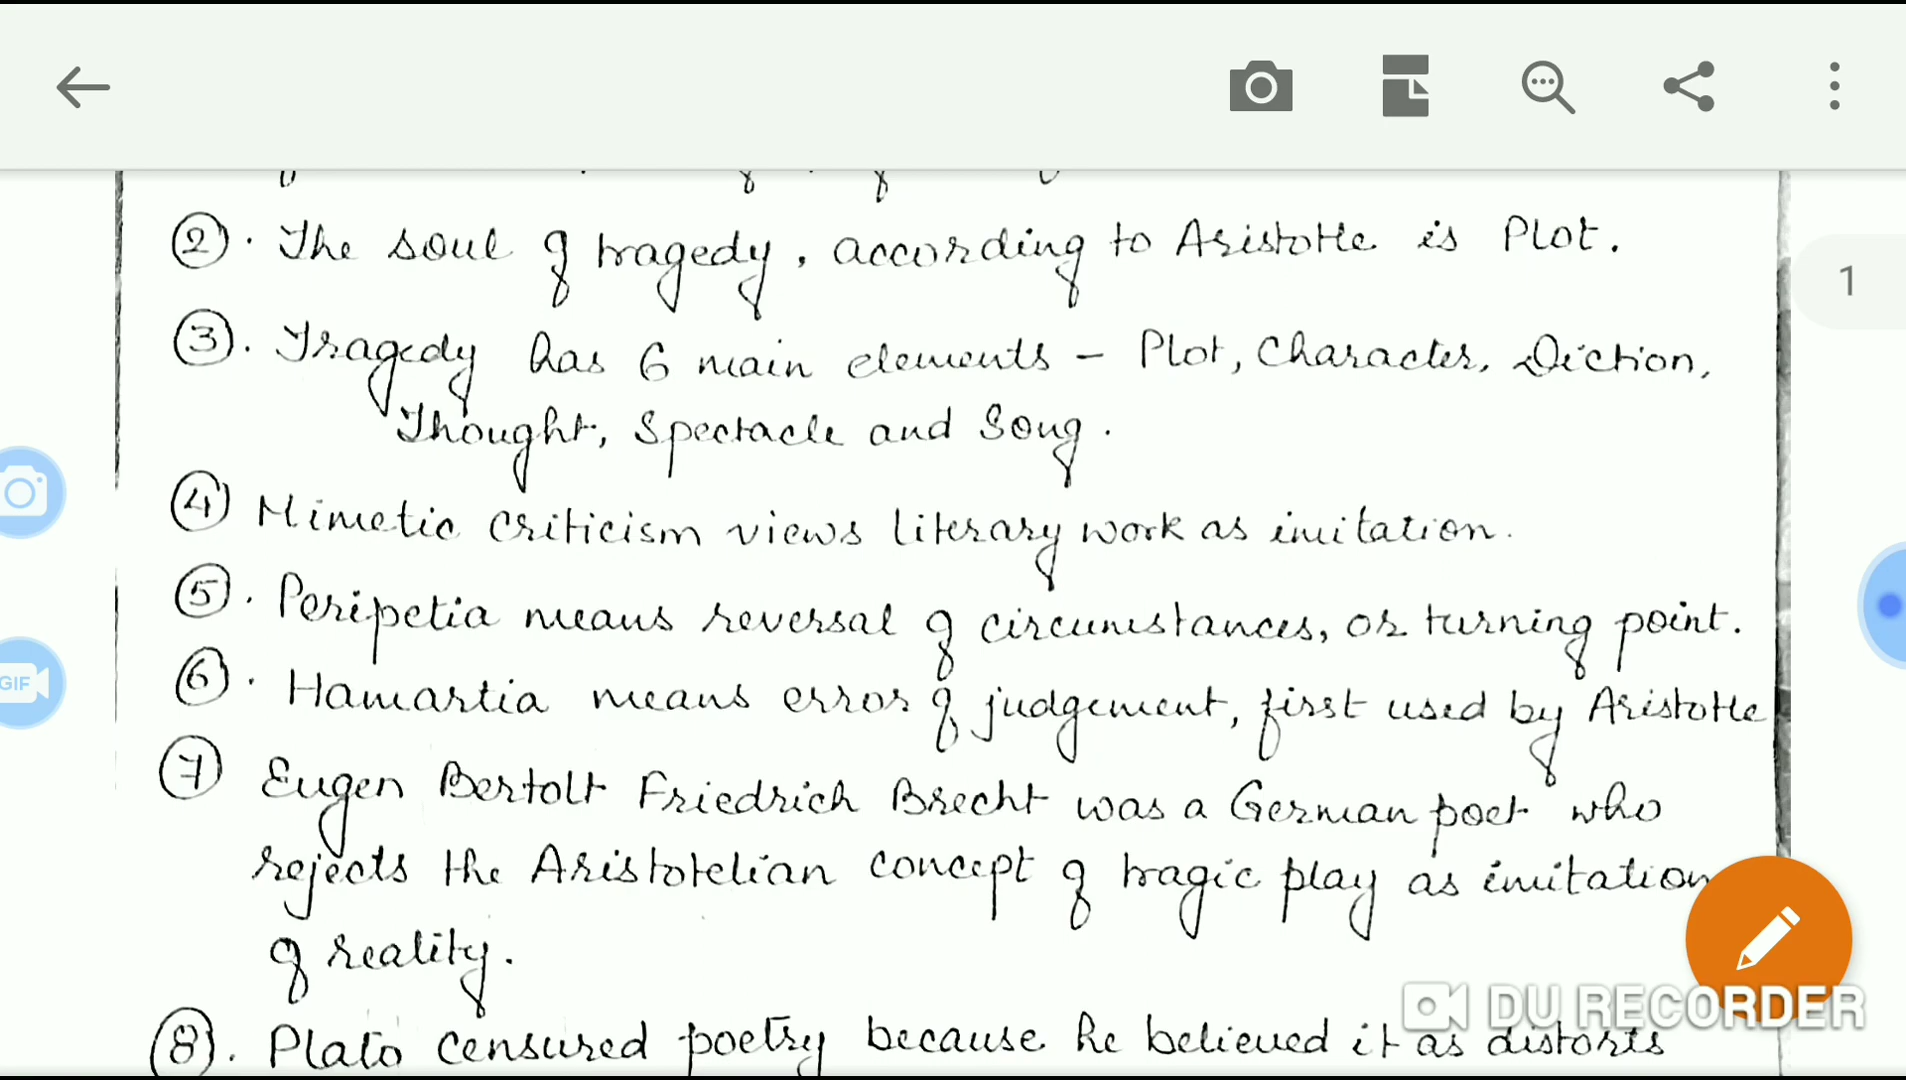 1
②. The soul of tragedy, according to Aristotle is Plot.
③. Tragedy has 6 main elements – Plot, Character, Diction,
Thought, Spectacle and Song.
④ Mimetic criticism views literary work as imitation.
⑤. Peripetia means reversal of circumstances, or turning point.
⑥. Hamartia means error of judgement, first used by Aristotle
⑦ Eugen Bertolt Friedrich Brecht was a German poet who
rejects the Aristotelian concept of tragic play as imitation
of reality.
⑧. Plato censured poetry because he believed it as distorts
GIF
DU RECORDER